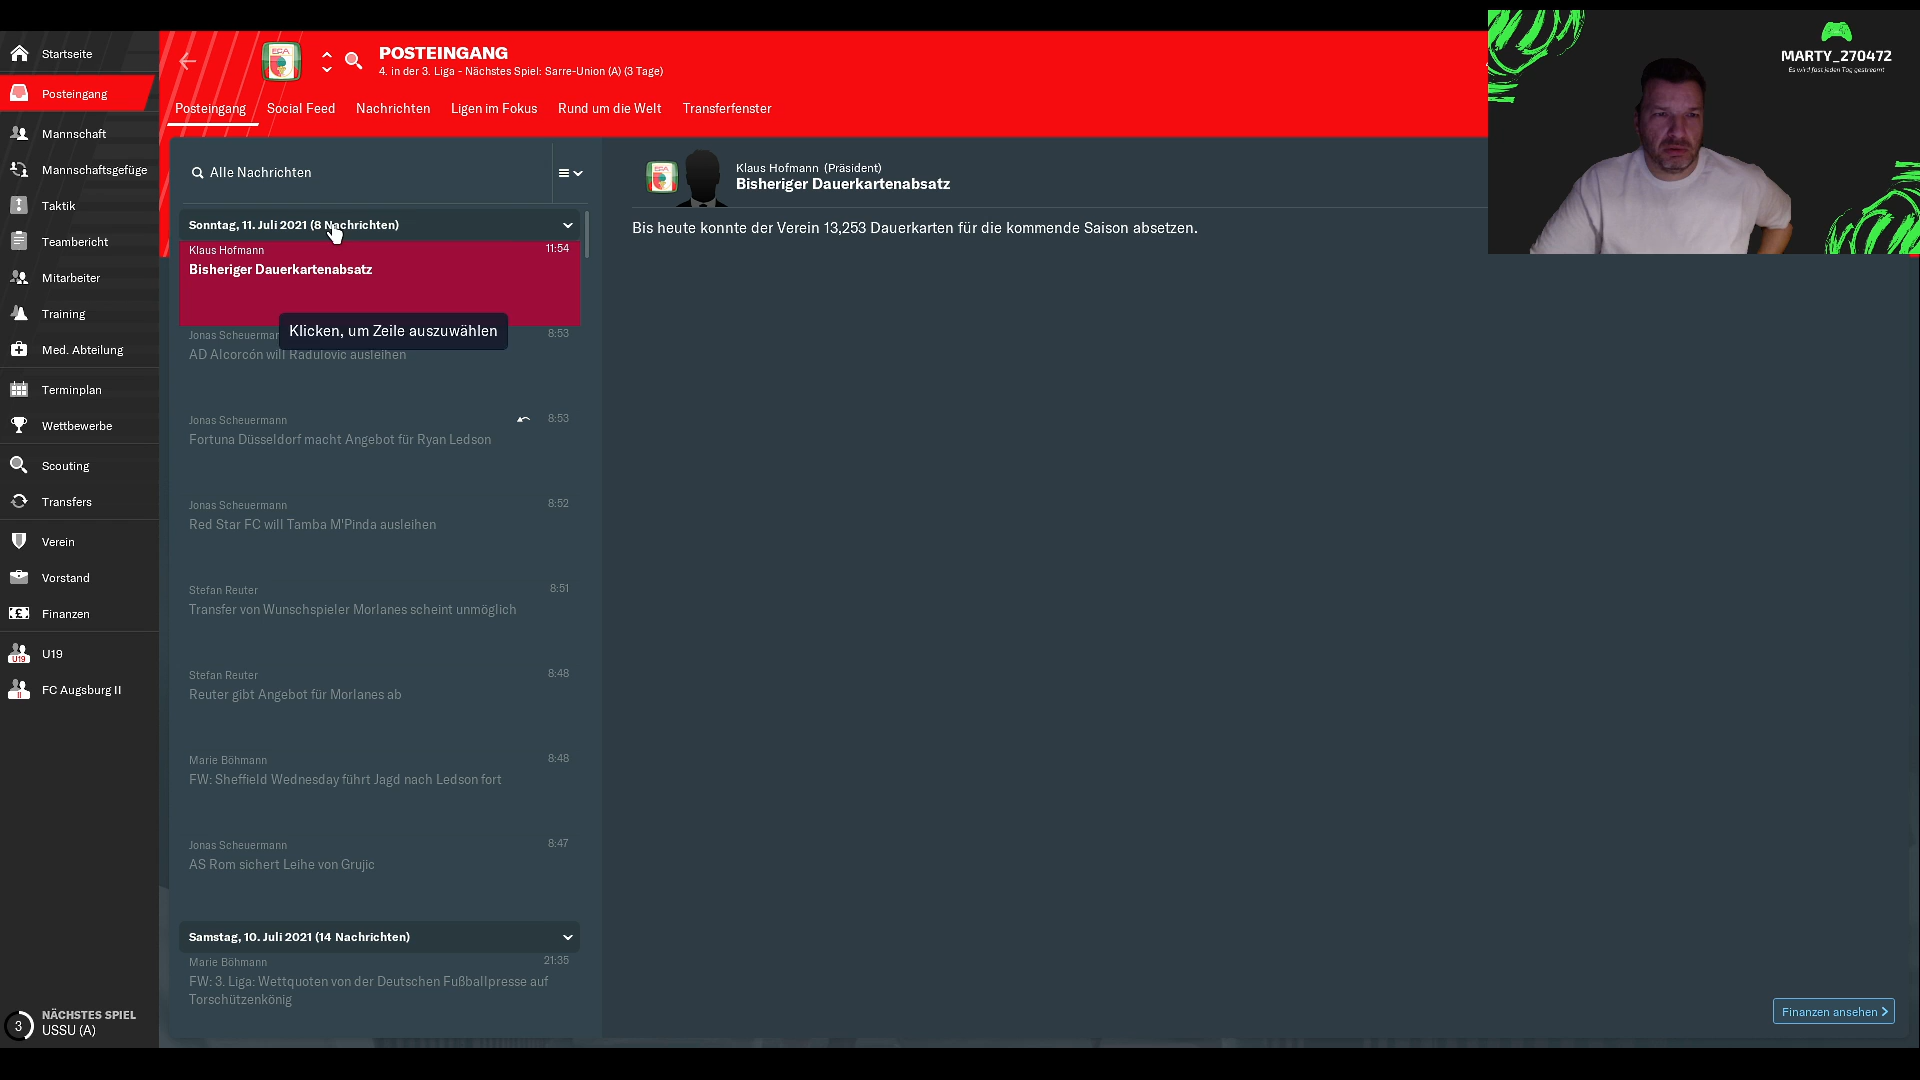 Startseite
Posteingang
Mannschaft
Mannschaftsgefüge
Taktik
Teambericht
Mitarbeiter
Training
Med. Abteilung
Terminplan
Wettbewerbe
Scouting
Transfers
Verein
Vorstand
Finanzen
U19
U19
II
FC Augsburg II
3
NÄCHSTES SPIEL
USSU (A)
POSTEINGANG
4. in der 3. Liga - Nächstes Spiel: Sarre-Union (A) (3 Tage)
Posteingang Social Feed Nachrichten Ligen im Fokus Rund um die Welt Transferfenster
Alle Nachrichten
Sonntag, 11. Juli 2021 (8 Nachrichten)
Klaus Hofmann 11:54
Bisheriger Dauerkartenabsatz
Klicken, um Zeile auszuwählen
Jonas Scheuermann 8:53
AD Alcorcón will Radulovic ausleihen
Jonas Scheuermann 8:53
Fortuna Düsseldorf macht Angebot für Ryan Ledson
Jonas Scheuermann 8:52
Red Star FC will Tamba M'Pinda ausleihen
Stefan Reuter 8:51
Transfer von Wunschspieler Morlanes scheint unmöglich
Stefan Reuter 8:48
Reuter gibt Angebot für Morlanes ab
Marie Böhmann 8:48
FW: Sheffield Wednesday führt Jagd nach Ledson fort
Jonas Scheuermann 8:47
AS Rom sichert Leihe von Grujic
Samstag, 10. Juli 2021 (14 Nachrichten)
Marie Böhmann 21:35
FW: 3. Liga: Wettquoten von der Deutschen Fußballpresse auf
Torschützenkönig
Klaus Hofmann (Präsident)
Bisheriger Dauerkartenabsatz
Bis heute konnte der Verein 13,253 Dauerkarten für die kommende Saison absetzen.
Finanzen ansehen
MARTY_270472
Es wird fast jeden Tag gestreamt